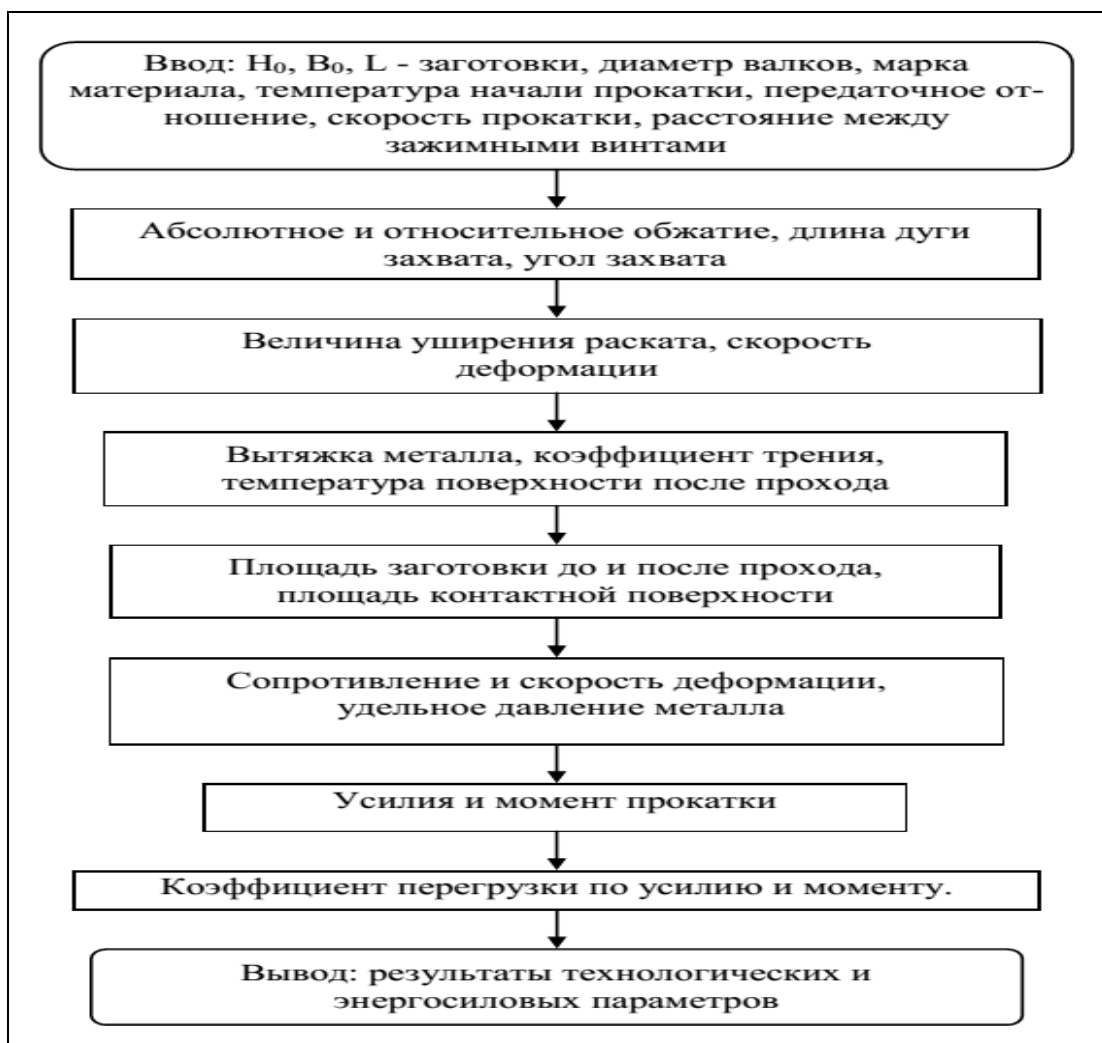 Ввод: H₀, B₀, L - заготовки, диаметр валков, марка
материала, температура начали прокатки, передаточное от-
ношение, скорость прокатки, расстояние между
зажимными винтами
Абсолютное и относительное обжатие, длина дуги
захвата, угол захвата
Величина уширения раската, скорость
деформации
Вытяжка металла, коэффициент трения,
температура поверхности после прохода
Площадь заготовки до и после прохода,
площадь контактной поверхности
Сопротивление и скорость деформации,
удельное давление металла
Усилия и момент прокатки
Коэффициент перегрузки по усилию и моменту.
Вывод: результаты технологических и
энергосиловых параметров